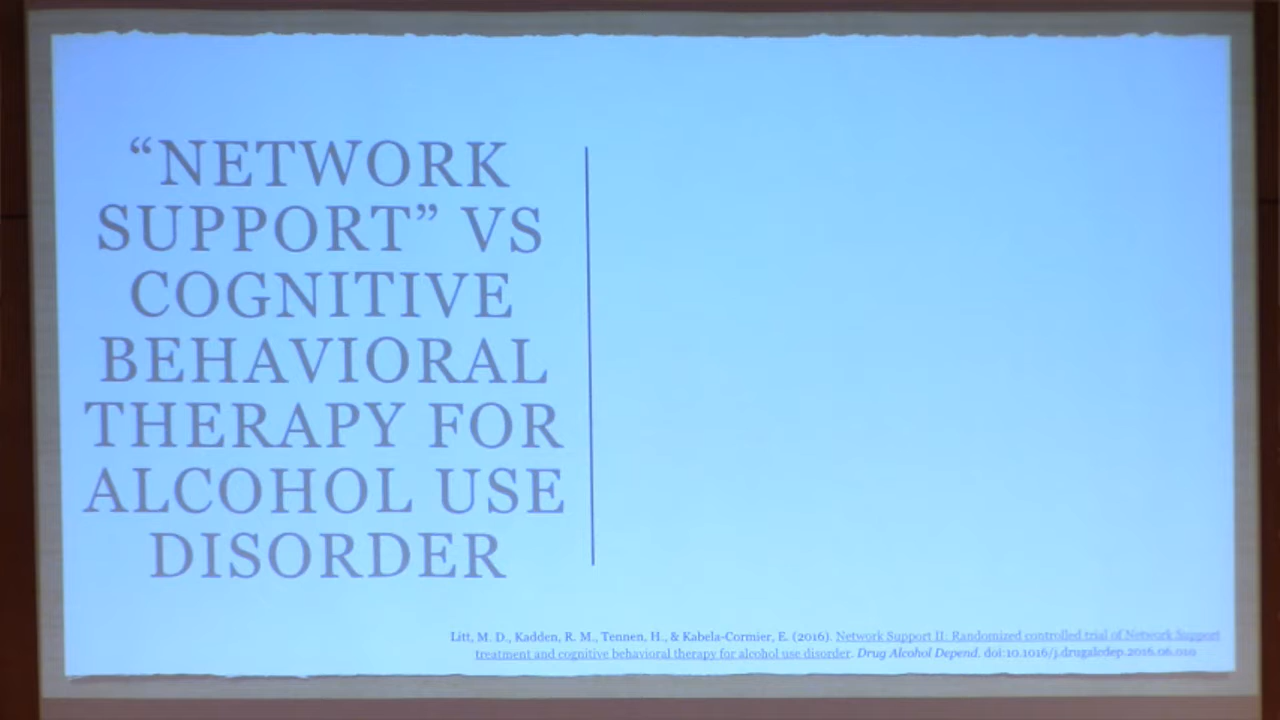 “NETWORK
SUPPORT” VS
COGNITIVE
BEHAVIORAL
THERAPY FOR
ALCOHOL USE
DISORDER
Litt, M. D., Kadden, R. M., Tennen, H., & Kabela-Cormier, E. (2016). Network Support II: Randomized controlled trial of Network Support
treatment and cognitive behavioral therapy for alcohol use disorder. Drug Alcohol Depend. doi:10.1016/j.drugalcdep.2016.06.010